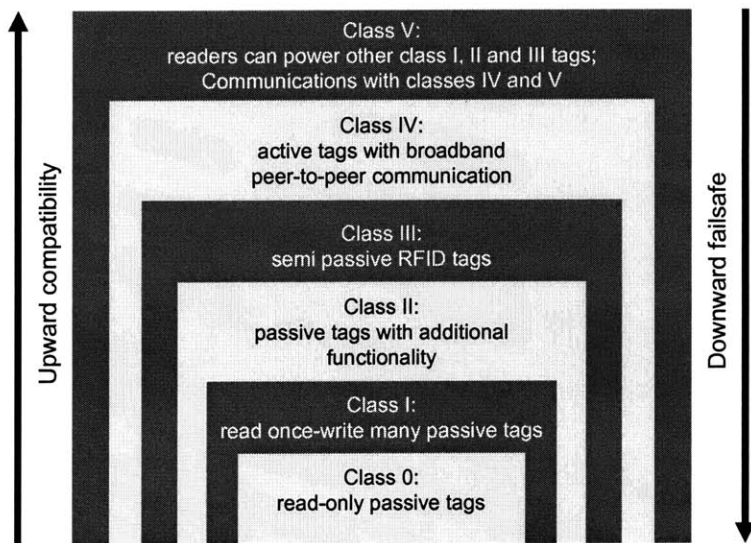 Class V:
readers can power other class I, II and III tags;
Communications with classes IV and V
Class IV:
active tags with broadband
peer-to-peer communication
Class III:
semi passive RFID tags
Class II:
passive tags with additional
functionality
Class I:
read once-write many passive tags
Class 0:
read-only passive tags
Upward compatibility
Downward failsafe